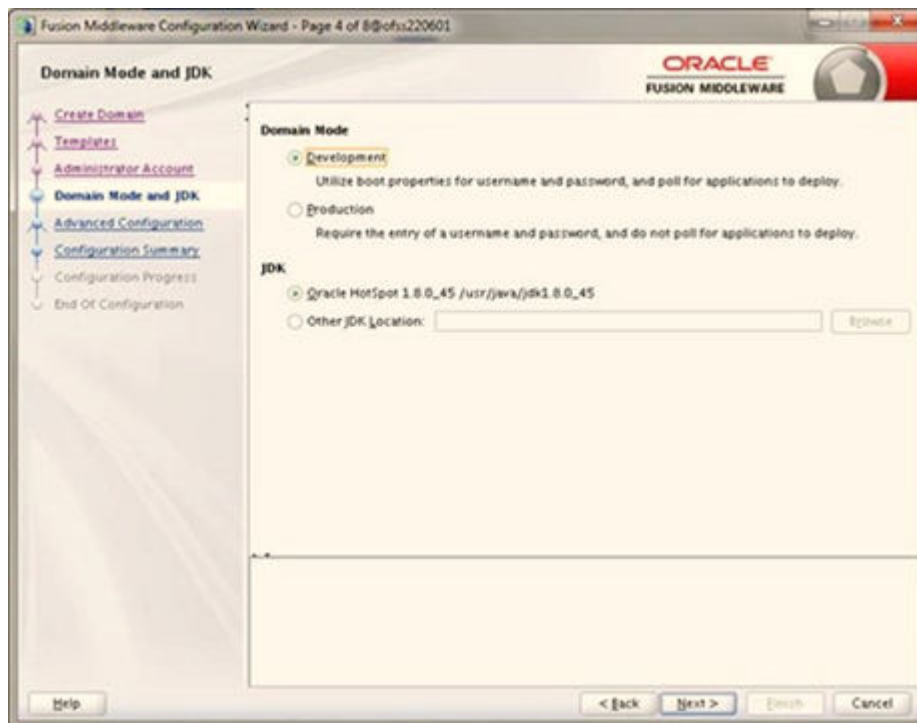 Fusion Middleware Configuration Wizard - Page 4 of 8@ofss220601
Domain Mode and JDK
ORACLE
FUSION MIDDLEWARE
Create Domain
Templates
Administrator Account
Domain Mode and JDK
Advanced Configuration
Configuration Summary
Configuration Progress
End Of Configuration
Domain Mode
Development
Utilize boot properties for username and password, and poll for applications to deploy.
Production
Require the entry of a username and password, and do not poll for applications to deploy.
JDK
Oracle HotSpot 1.8.0_45 /usr/java/jdk1.8.0_45
Other JDK Location:
Browse
Help
< Back
Next >
Finish
Cancel